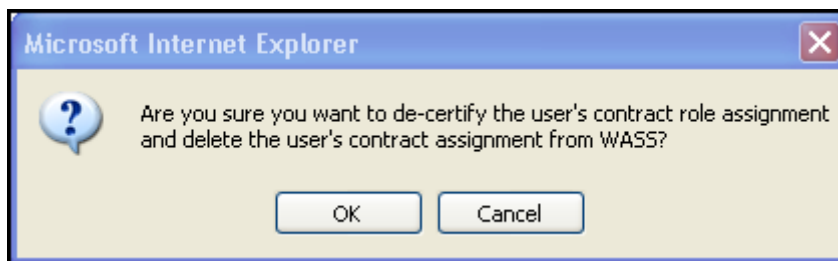 Microsoft Internet Explorer
Are you sure you want to de-certify the user's contract role assignment
and delete the user's contract assignment from WASS?
OK Cancel